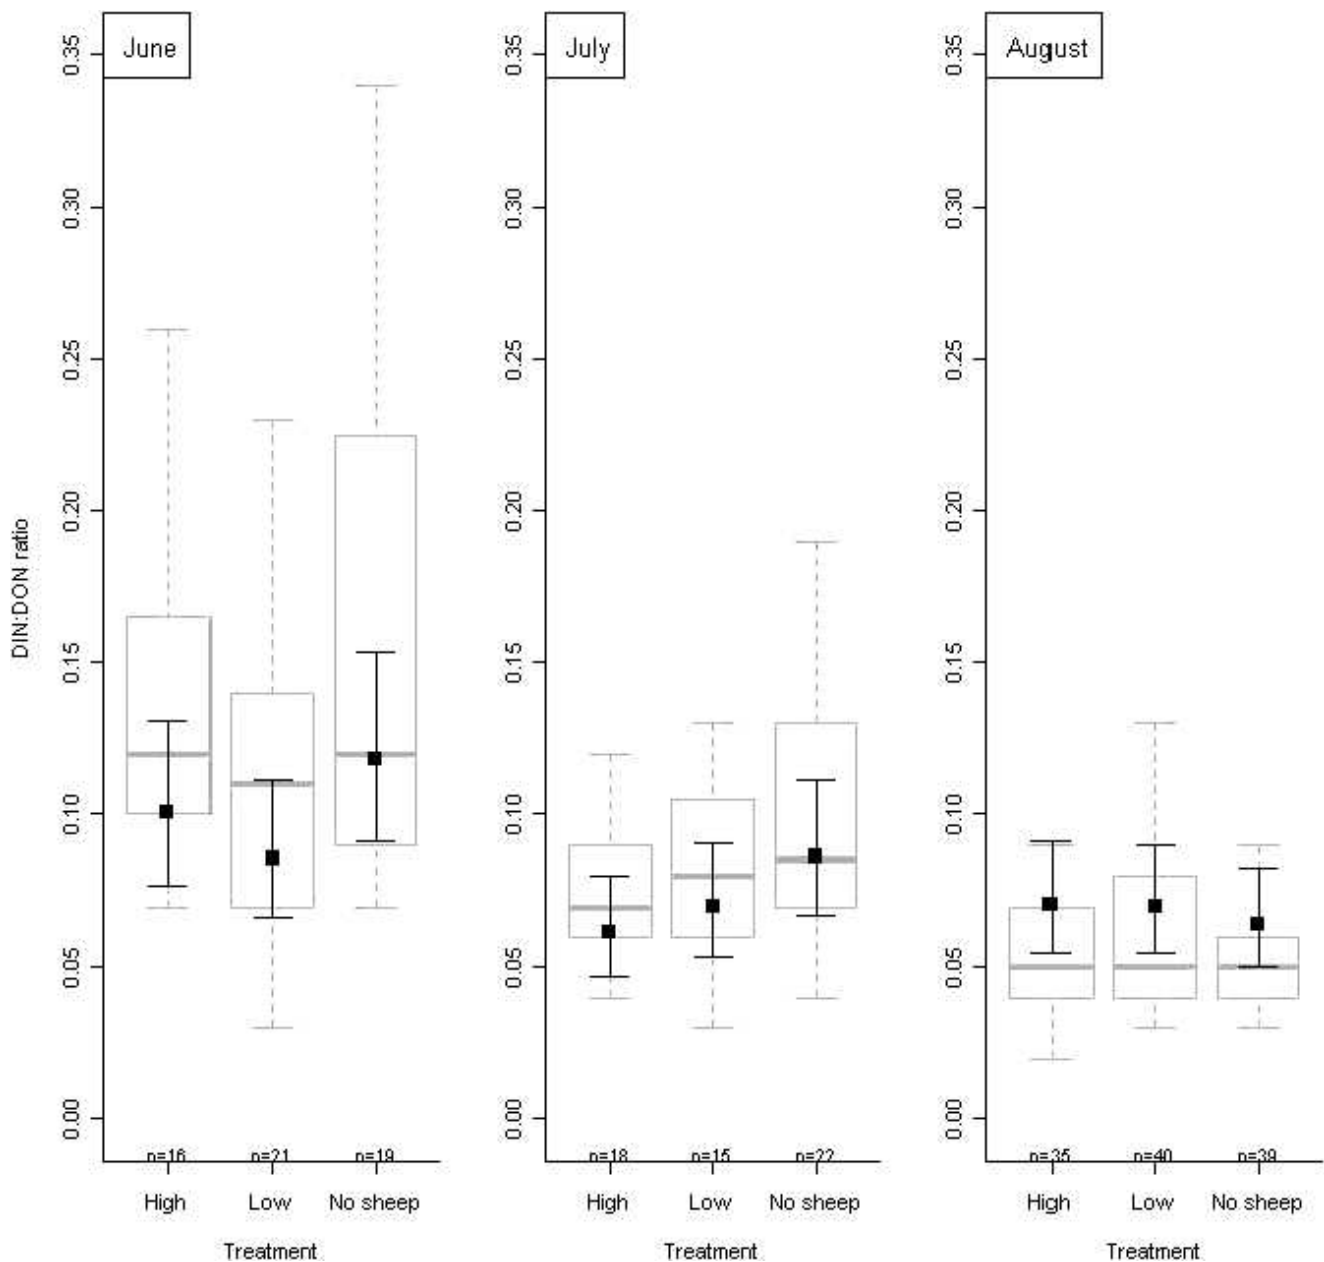 June
July
August
DIN:DON ratio
0.35
0.30
0.25
0.20
0.15
0.10
0.05
0.00
0.35
0.30
0.25
0.20
0.15
0.10
0.05
0.00
0.35
0.30
0.25
0.20
0.15
0.10
0.05
0.00
n=16 n=21 n=19
n=18 n=15 n=22
n=35 n=40 n=39
High Low No sheep
High Low No sheep
High Low No sheep
Treatment
Treatment
Treatment